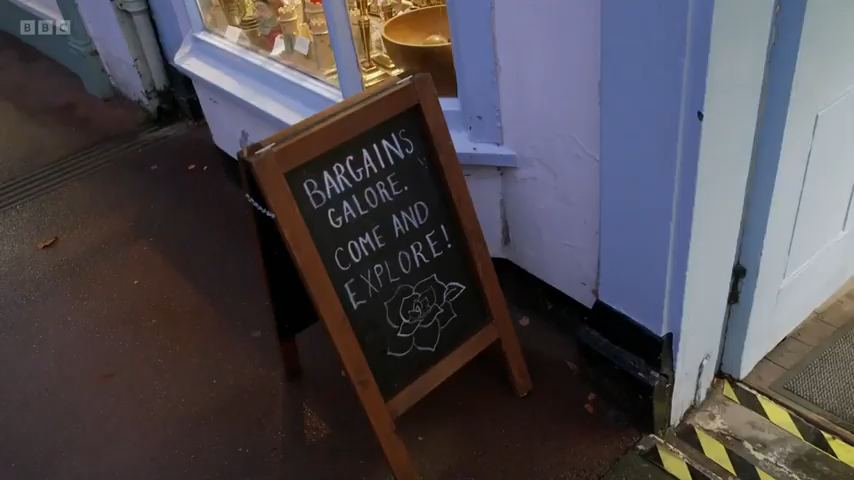 BBC
BARGAINS
GALORE.
COME AND
EXPLORE!